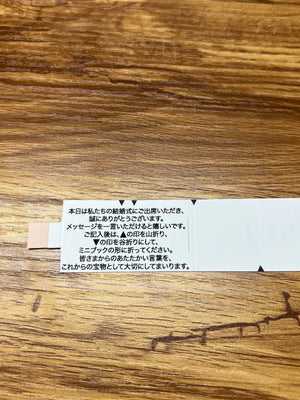 本日は私たちの結婚式にご出席いただき、
誠にありがとうございます。
メッセージを一言いただけると嬉しいです。
ご記入後は、▲の印を山折り、
▼の印を谷折りにして、
ミニブックの形に折ってください。
皆さまからのあたたかい言葉を、
これからの宝物として大切にしてまいります。